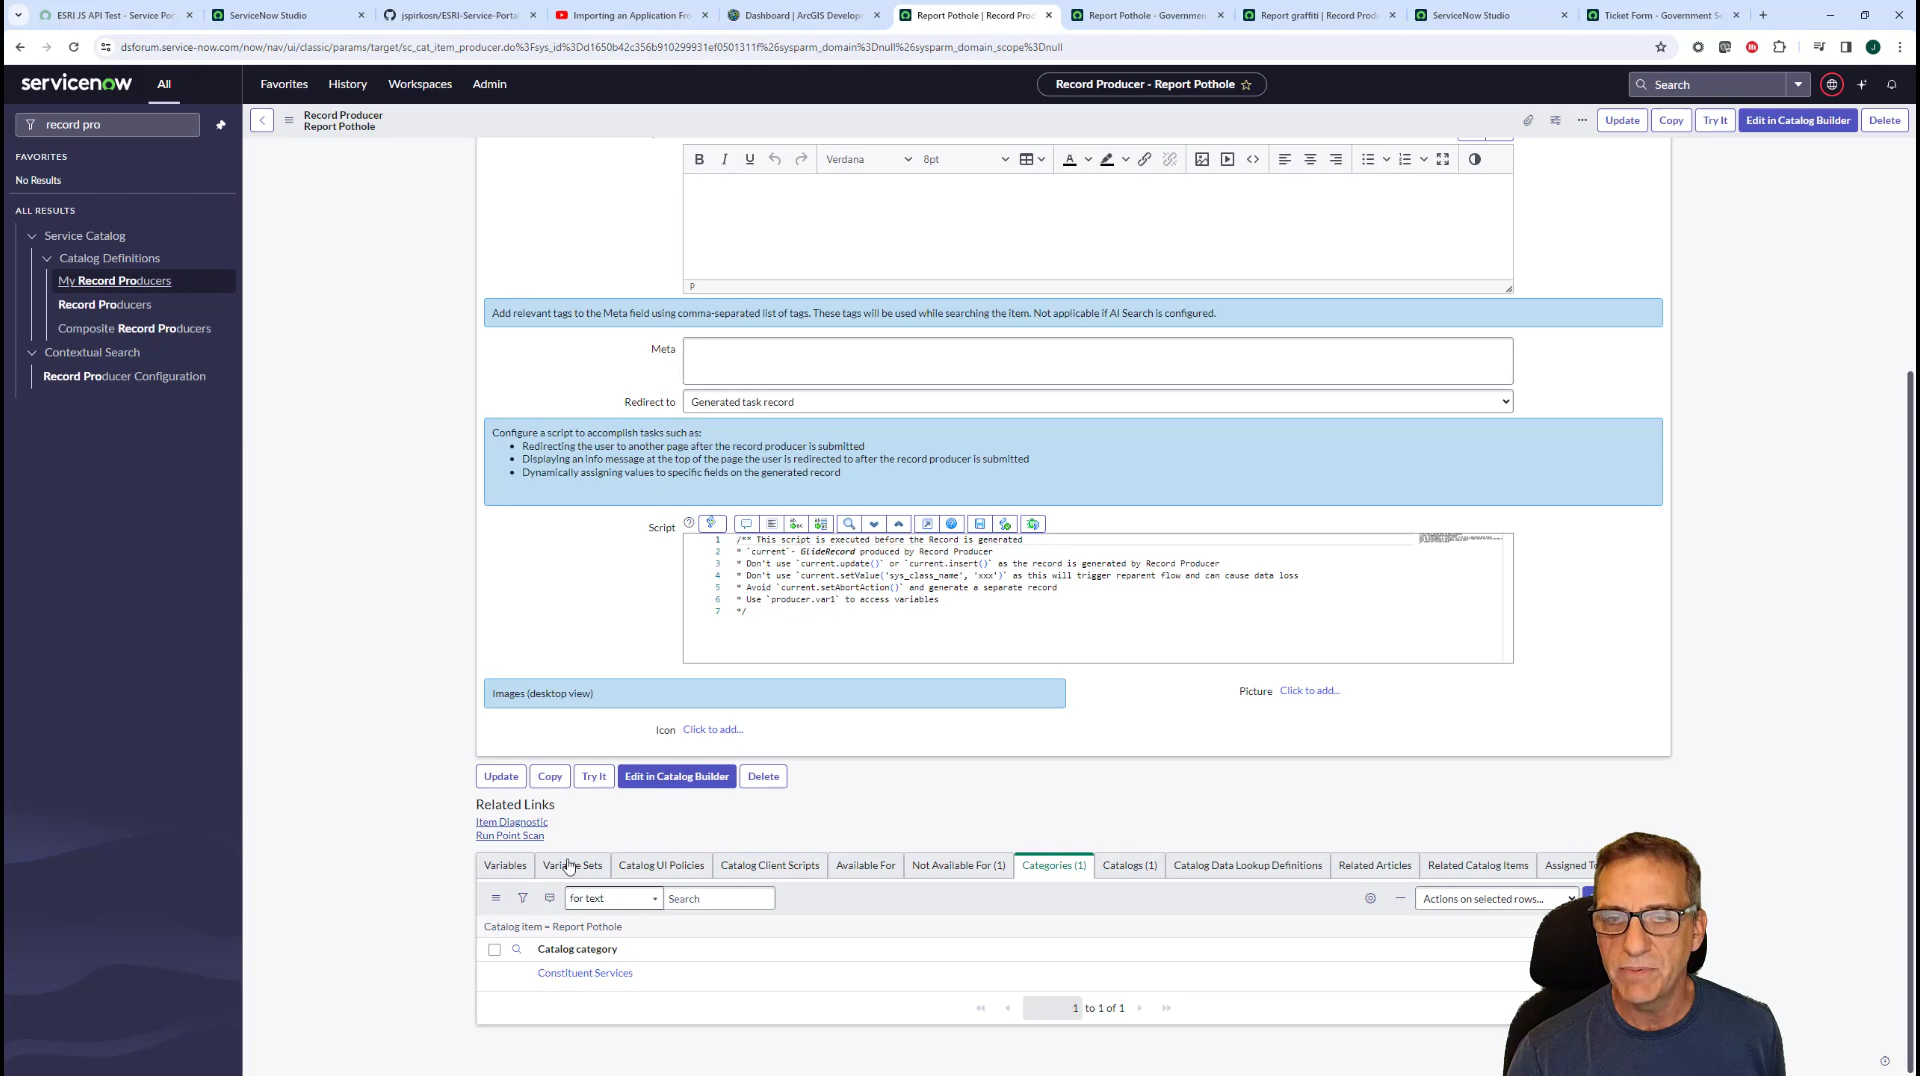 ESRI JS API Test - Service Por
ServiceNow Studio
jspirkosn/ESRI-Service-Portal
Importing an Application Fro
Dashboard | ArcGIS Develope
Report Pothole | Record Prod
Report Pothole - Governmen
Report graffiti | Record Produ
ServiceNow Studio
Ticket Form - Government Se
dsforum.service-now.com/now/nav/ui/classic/params/target/sc_cat_item_producer.do%3Fsys_id%3Dd1650b42c356b91029931ef0501311f%26sysparm_domain%3Dnull%26sysparm_domain_scope%3Dnull
J
servicenow
All
Favorites
History
Workspaces
Admin
Record Producer - Report Pothole
Search
record pro
Record Producer
Report Pothole
Update
Copy
Try It
Edit in Catalog Builder
Delete
FAVORITES
No Results
ALL RESULTS
Service Catalog
Catalog Definitions
My Record Producers
Record Producers
Composite Record Producers
Contextual Search
Record Producer Configuration
B I U
Verdana
8pt
A
P
Add relevant tags to the Meta field using comma-separated list of tags. These tags will be used while searching the item. Not applicable if AI Search is configured.
Meta
Redirect to
Generated task record
Configure a script to accomplish tasks such as:
• Redirecting the user to another page after the record producer is submitted
• Displaying an info message at the top of the page the user is redirected to after the record producer is submitted
• Dynamically assigning values to specific fields on the generated record
Script
1 /** This script is executed before the Record is generated
2 * `current`- GlideRecord produced by Record Producer
3 * Don't use `current.update()` or `current.insert()` as the record is generated by Record Producer
4 * Don't use `current.setValue('sys_class_name', 'xxx')` as this will trigger reparent flow and can cause data loss
5 * Avoid `current.setAbortAction()` and generate a separate record
6 * Use `producer.var1` to access variables
7 */
Images (desktop view)
Picture
Click to add...
Icon
Click to add...
Update
Copy
Try It
Edit in Catalog Builder
Delete
Related Links
Item Diagnostic
Run Point Scan
Variables
Variable Sets
Catalog UI Policies
Catalog Client Scripts
Available For
Not Available For (1)
Categories (1)
Catalogs (1)
Catalog Data Lookup Definitions
Related Articles
Related Catalog Items
Assigned To
for text
Search
Actions on selected rows...
Catalog Item = Report Pothole
Catalog category
Constituent Services
1 to 1 of 1